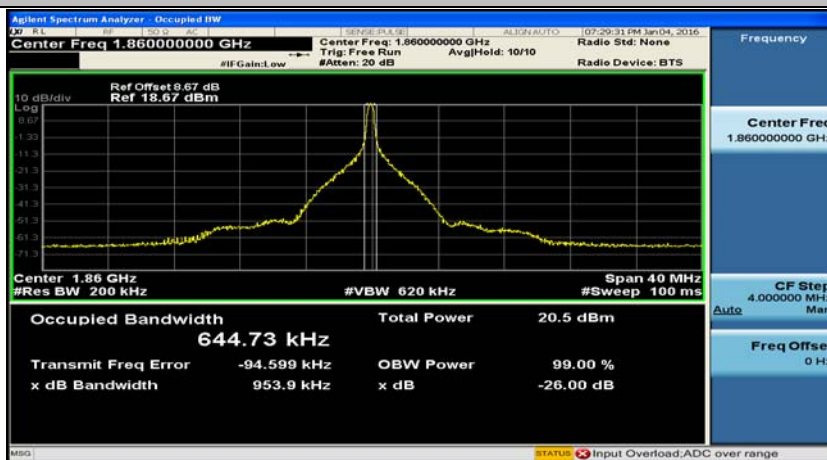 Agilent Spectrum Analyzer - Occupied BW
LXI RL RF 50 Ω AC SENSE:PULSE ALIGN AUTO 07:29:31 PM Jan 04, 2016
Center Freq 1.860000000 GHz
Center Freq: 1.860000000 GHz
Radio Std: None
Trig: Free Run Avg|Hold: 10/10
#IFGain:Low #Atten: 20 dB Radio Device: BTS
Ref Offset 8.67 dB
10 dB/div Ref 18.67 dBm
Log
8.67
-1.33
-11.3
-21.3
-31.3
-41.3
-51.3
-61.3
-71.3
Center 1.86 GHz Span 40 MHz
#Res BW 200 kHz #VBW 620 kHz #Sweep 100 ms
Occupied Bandwidth Total Power 20.5 dBm
644.73 kHz
Transmit Freq Error -94.599 kHz OBW Power 99.00 %
x dB Bandwidth 953.9 kHz x dB -26.00 dB
MSG STATUS Input Overload;ADC over range
Frequency
Center Freq
1.860000000 GHz
CF Step
4.000000 MHz
Auto Man
Freq Offse
0 Hz